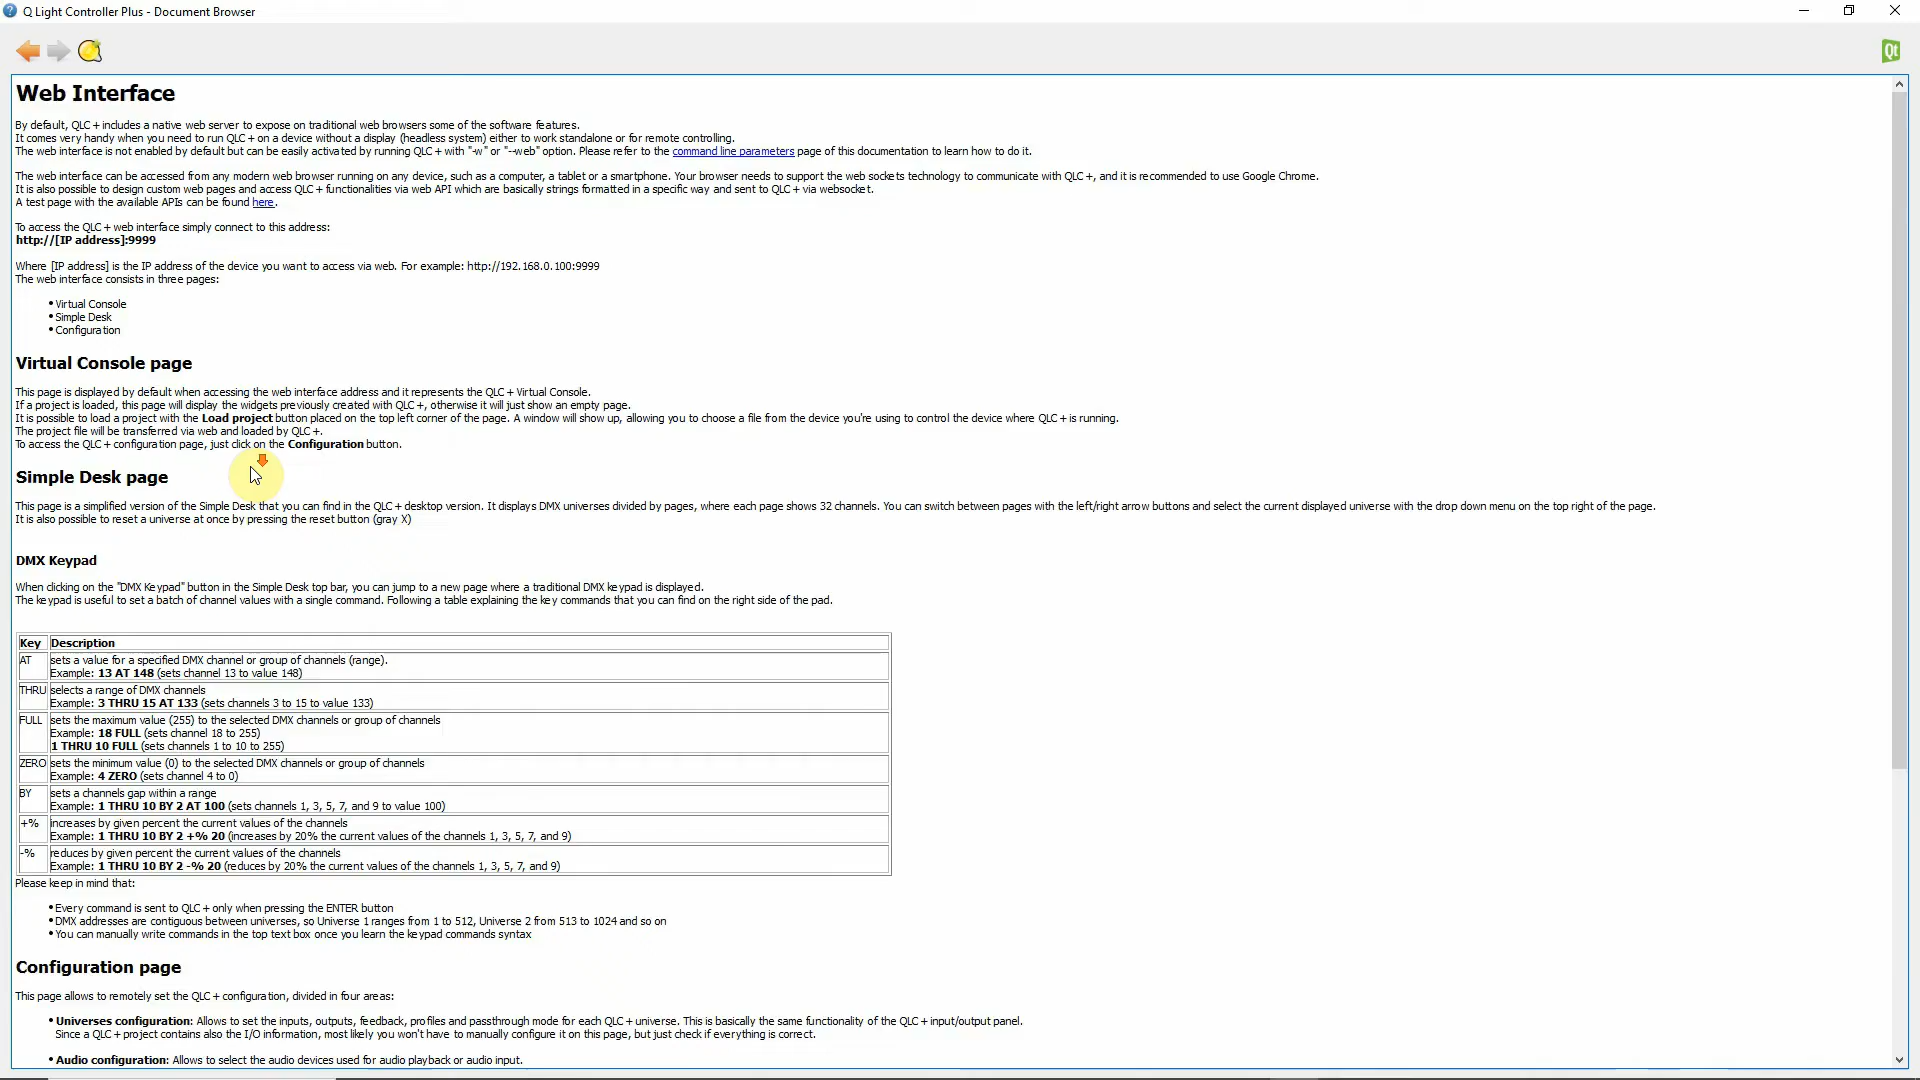 Q Light Controller Plus - Document Browser
Qt
Web Interface
By default, QLC+ includes a native web server to expose on traditional web browsers some of the software features.
It comes very handy when you need to run QLC+ on a device without a display (headless system) either to work standalone or for remote controlling.
The web interface is not enabled by default but can be easily activated by running QLC+ with "-w" or "--web" option. Please refer to the command line parameters page of this documentation to learn how to do it.
The web interface can be accessed from any modern web browser running on any device, such as a computer, a tablet or a smartphone. Your browser needs to support the web sockets technology to communicate with QLC+, and it is recommended to use Google Chrome.
It is also possible to design custom web pages and access QLC+ functionalities via web API which are basically strings formatted in a specific way and sent to QLC+ via websocket.
A test page with the available APIs can be found here.
To access the QLC+ web interface simply connect to this address:
http://[IP address]:9999
Where [IP address] is the IP address of the device you want to access via web. For example: http://192.168.0.100:9999
The web interface consists in three pages:
• Virtual Console
• Simple Desk
• Configuration
Virtual Console page
This page is displayed by default when accessing the web interface address and it represents the QLC+ Virtual Console.
If a project is loaded, this page will display the widgets previously created with QLC+, otherwise it will just show an empty page.
It is possible to load a project with the Load project button placed on the top left corner of the page. A window will show up, allowing you to choose a file from the device you're using to control the device where QLC+ is running.
The project file will be transferred via web and loaded by QLC+.
To access the QLC+ configuration page, just click on the Configuration button.
Simple Desk page
This page is a simplified version of the Simple Desk that you can find in the QLC+ desktop version. It displays DMX universes divided by pages, where each page shows 32 channels. You can switch between pages with the left/right arrow buttons and select the current displayed universe with the drop down menu on the top right of the page.
It is also possible to reset a universe at once by pressing the reset button (gray X)
DMX Keypad
When clicking on the "DMX Keypad" button in the Simple Desk top bar, you can jump to a new page where a traditional DMX keypad is displayed.
The keypad is useful to set a batch of channel values with a single command. Following a table explaining the key commands that you can find on the right side of the pad.
Key Description
AT sets a value for a specified DMX channel or group of channels (range).
Example: 13 AT 148 (sets channel 13 to value 148)
THRU selects a range of DMX channels
Example: 3 THRU 15 AT 133 (sets channels 3 to 15 to value 133)
FULL sets the maximum value (255) to the selected DMX channels or group of channels
Example: 18 FULL (sets channel 18 to 255)
1 THRU 10 FULL (sets channels 1 to 10 to 255)
ZERO sets the minimum value (0) to the selected DMX channels or group of channels
Example: 4 ZERO (sets channel 4 to 0)
BY sets a channels gap within a range
Example: 1 THRU 10 BY 2 AT 100 (sets channels 1, 3, 5, 7, and 9 to value 100)
+% increases by given percent the current values of the channels
Example: 1 THRU 10 BY 2 +% 20 (increases by 20% the current values of the channels 1, 3, 5, 7, and 9)
-% reduces by given percent the current values of the channels
Example: 1 THRU 10 BY 2 -% 20 (reduces by 20% the current values of the channels 1, 3, 5, 7, and 9)
Please keep in mind that:
• Every command is sent to QLC+ only when pressing the ENTER button
• DMX addresses are contiguous between universes, so Universe 1 ranges from 1 to 512, Universe 2 from 513 to 1024 and so on
• You can manually write commands in the top text box once you learn the keypad commands syntax
Configuration page
This page allows to remotely set the QLC+ configuration, divided in four areas:
• Universes configuration: Allows to set the inputs, outputs, feedback, profiles and passthrough mode for each QLC+ universe. This is basically the same functionality of the QLC+ input/output panel.
Since a QLC+ project contains also the I/O information, most likely you won't have to manually configure it on this page, but just check if everything is correct.
• Audio configuration: Allows to select the audio devices used for audio playback or audio input.